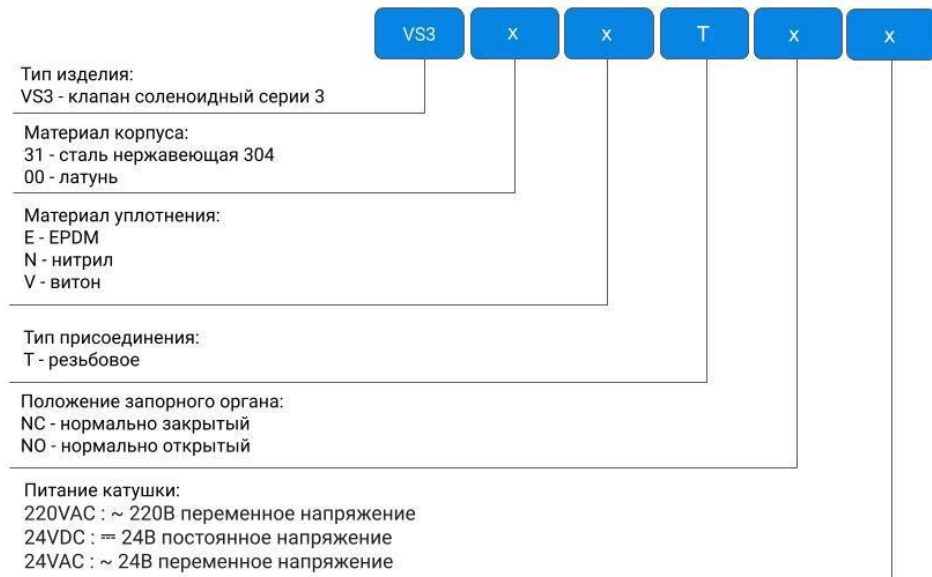 VS3 x x T x x
Тип изделия:
VS3 - клапан соленоидный серии 3
Материал корпуса:
31 - сталь нержавеющая 304
00 - латунь
Материал уплотнения:
E - EPDM
N - нитрил
V - витон
Тип присоединения:
Т - резьбовое
Положение запорного органа:
NC - нормально закрытый
NO - нормально открытый
Питание катушки:
220VAC : ~ 220В переменное напряжение
24VDC : ⎓ 24В постоянное напряжение
24VAC : ~ 24В переменное напряжение